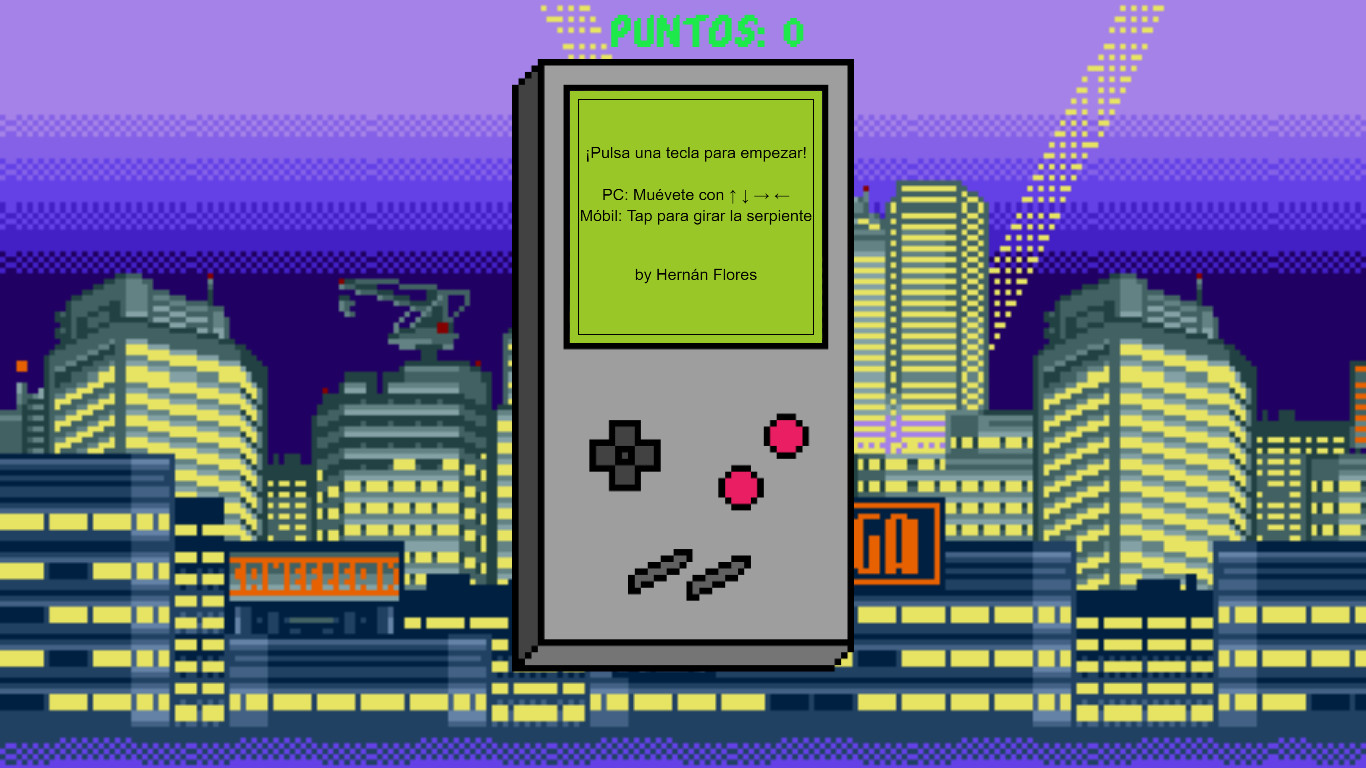 PUNTOS: 0
¡Pulsa una tecla para empezar!
PC: Muévete con ↑ ↓ → ←
Móbil: Tap para girar la serpiente
by Hernán Flores
GA